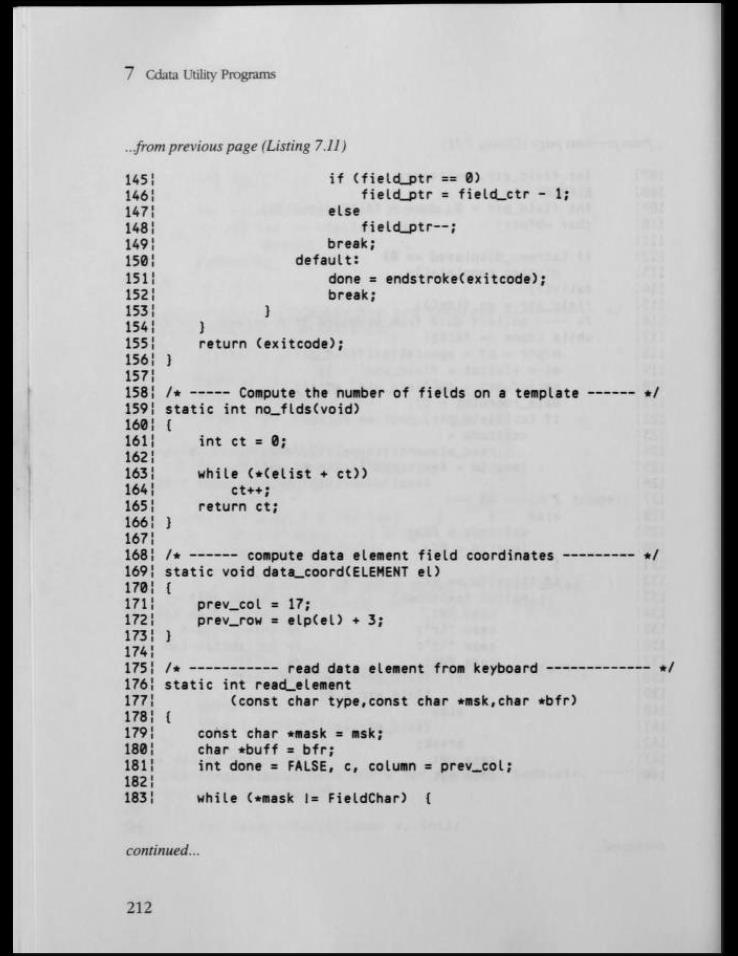 7 Cdata Utility Programs
...from previous page (Listing 7.11)
145¦                     if (field_ptr == 0)
146¦                         field_ptr = field_ctr - 1;
147¦                     else
148¦                         field_ptr--;
149¦                     break;
150¦                 default:
151¦                     done = endstroke(exitcode);
152¦                     break;
153¦             }
154¦     }
155¦     return (exitcode);
156¦ }
157¦
158¦ /* ----- Compute the number of fields on a template ------ */
159¦ static int no_flds(void)
160¦ {
161¦     int ct = 0;
162¦
163¦     while (*(elist + ct))
164¦         ct++;
165¦     return ct;
166¦ }
167¦
168¦ /* ------ compute data element field coordinates --------- */
169¦ static void data_coord(ELEMENT el)
170¦ {
171¦     prev_col = 17;
172¦     prev_row = elp(el) + 3;
173¦ }
174¦
175¦ /* ----------- read data element from keyboard ------------- */
176¦ static int read_element
177¦         (const char type,const char *msk,char *bfr)
178¦ {
179¦     const char *mask = msk;
180¦     char *buff = bfr;
181¦     int done = FALSE, c, column = prev_col;
182¦
183¦     while (*mask != FieldChar)  {
continued...
212